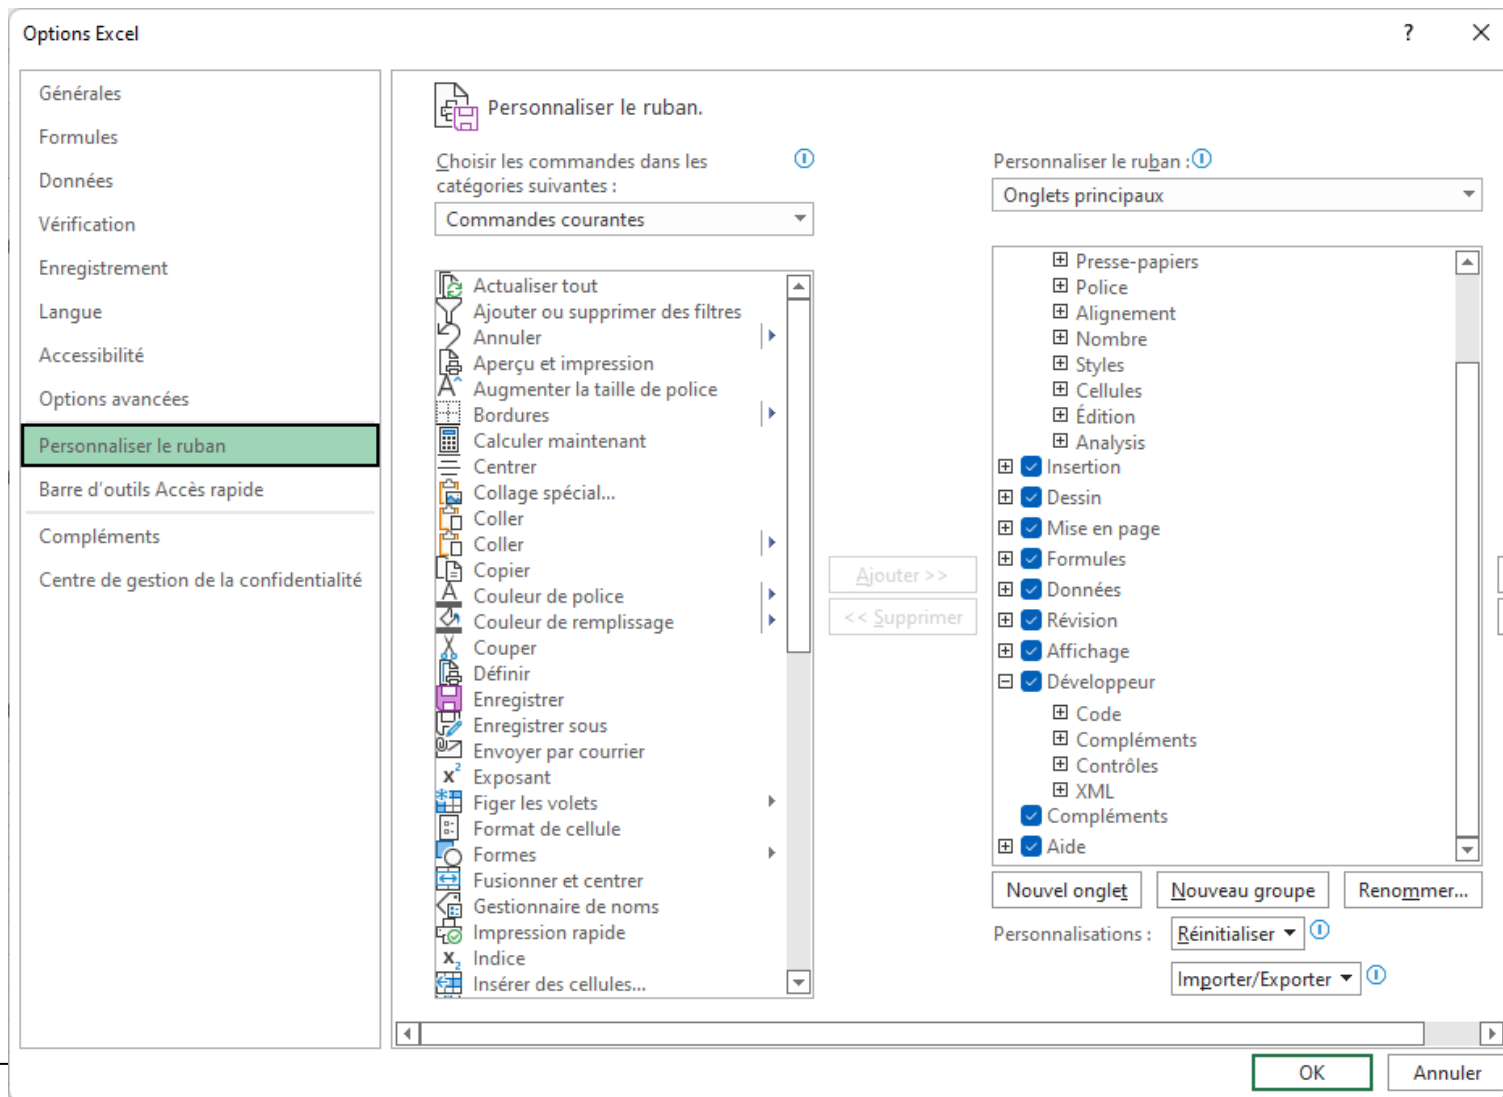 Options Excel
?
Générales
Formules
Données
Vérification
Enregistrement
Langue
Accessibilité
Options avancées
Personnaliser le ruban
Barre d’outils Accès rapide
Compléments
Centre de gestion de la confidentialité
Personnaliser le ruban.
Choisir les commandes dans les
catégories suivantes :
Commandes courantes
Actualiser tout
Ajouter ou supprimer des filtres
Annuler
Aperçu et impression
Augmenter la taille de police
Bordures
Calculer maintenant
Centrer
Collage spécial...
Coller
Coller
Copier
Couleur de police
Couleur de remplissage
Couper
Définir
Enregistrer
Enregistrer sous
Envoyer par courrier
Exposant
Figer les volets
Format de cellule
Formes
Fusionner et centrer
Gestionnaire de noms
Impression rapide
Indice
Insérer des cellules...
Ajouter >>
<< Supprimer
Personnaliser le ruban :
Onglets principaux
Presse-papiers
Police
Alignement
Nombre
Styles
Cellules
Édition
Analysis
Insertion
Dessin
Mise en page
Formules
Données
Révision
Affichage
Développeur
Code
Compléments
Contrôles
XML
Compléments
Aide
Nouvel onglet
Nouveau groupe
Renommer...
Personnalisations :
Réinitialiser
Importer/Exporter
OK
Annuler